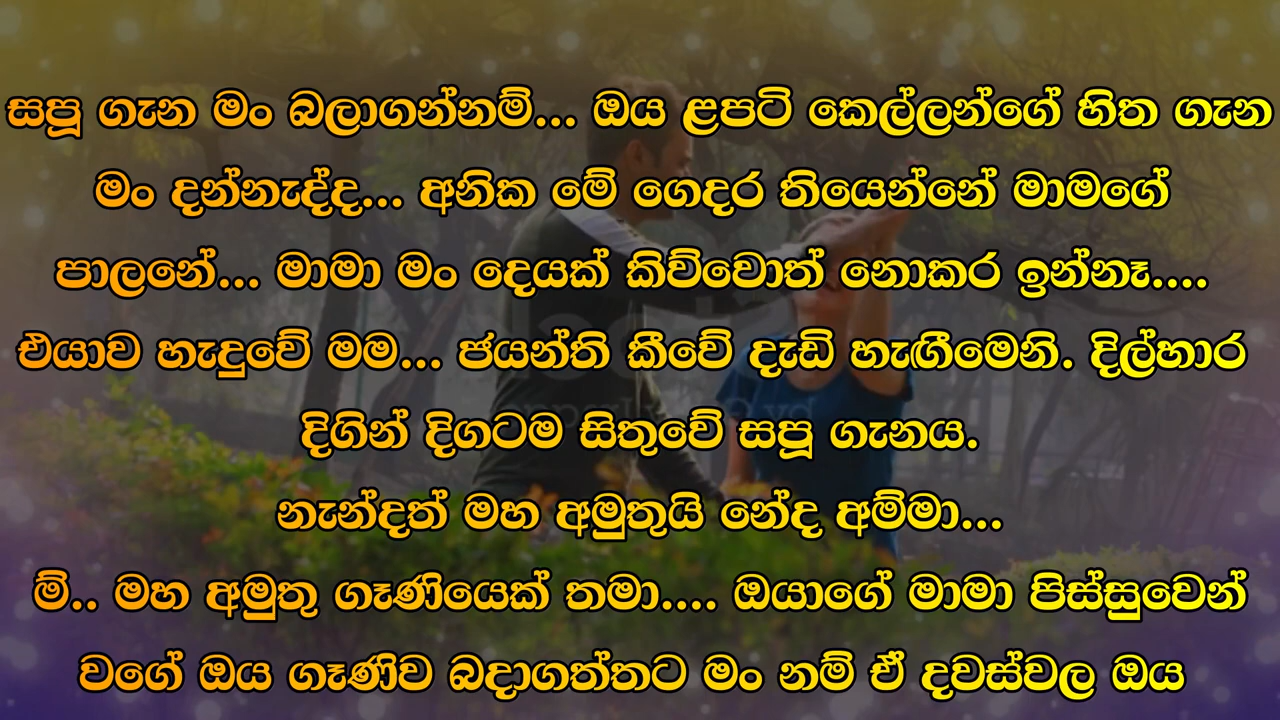 සපූ ගැන මං බලාගන්නම්... ඔය ළපටි කෙල්ලන්ගේ හිත ගැන
මං දන්නැද්ද... අනික මේ ගෙදර තියෙන්නේ මාමගේ
පාලනේ... මාමා මං දෙයක් කිව්වොත් නොකර ඉන්නෑ....
එයාව හැදුවේ මම... ජයන්ති කීවේ දැඩි හැඟීමෙනි. දිල්හාර
දිගින් දිගටම සිතුවේ සපූ ගැනය.
නැන්දත් මහ අමුතුයි නේද අම්මා...
ම්.. මහ අමුතු ගෑණියෙක් තමා.... ඔයාගේ මාමා පිස්සුවෙන්
වගේ ඔය ගෑණිව බදාගත්තට මං නම් ඒ දවස්වල ඔය